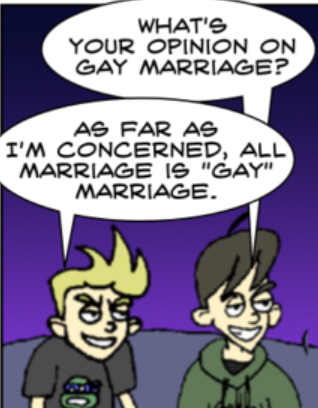 WHAT'S
YOUR OPINION ON
GAY MARRIAGE?
AS FAR AS
I'M CONCERNED, ALL
MARRIAGE IS "GAY"
MARRIAGE.